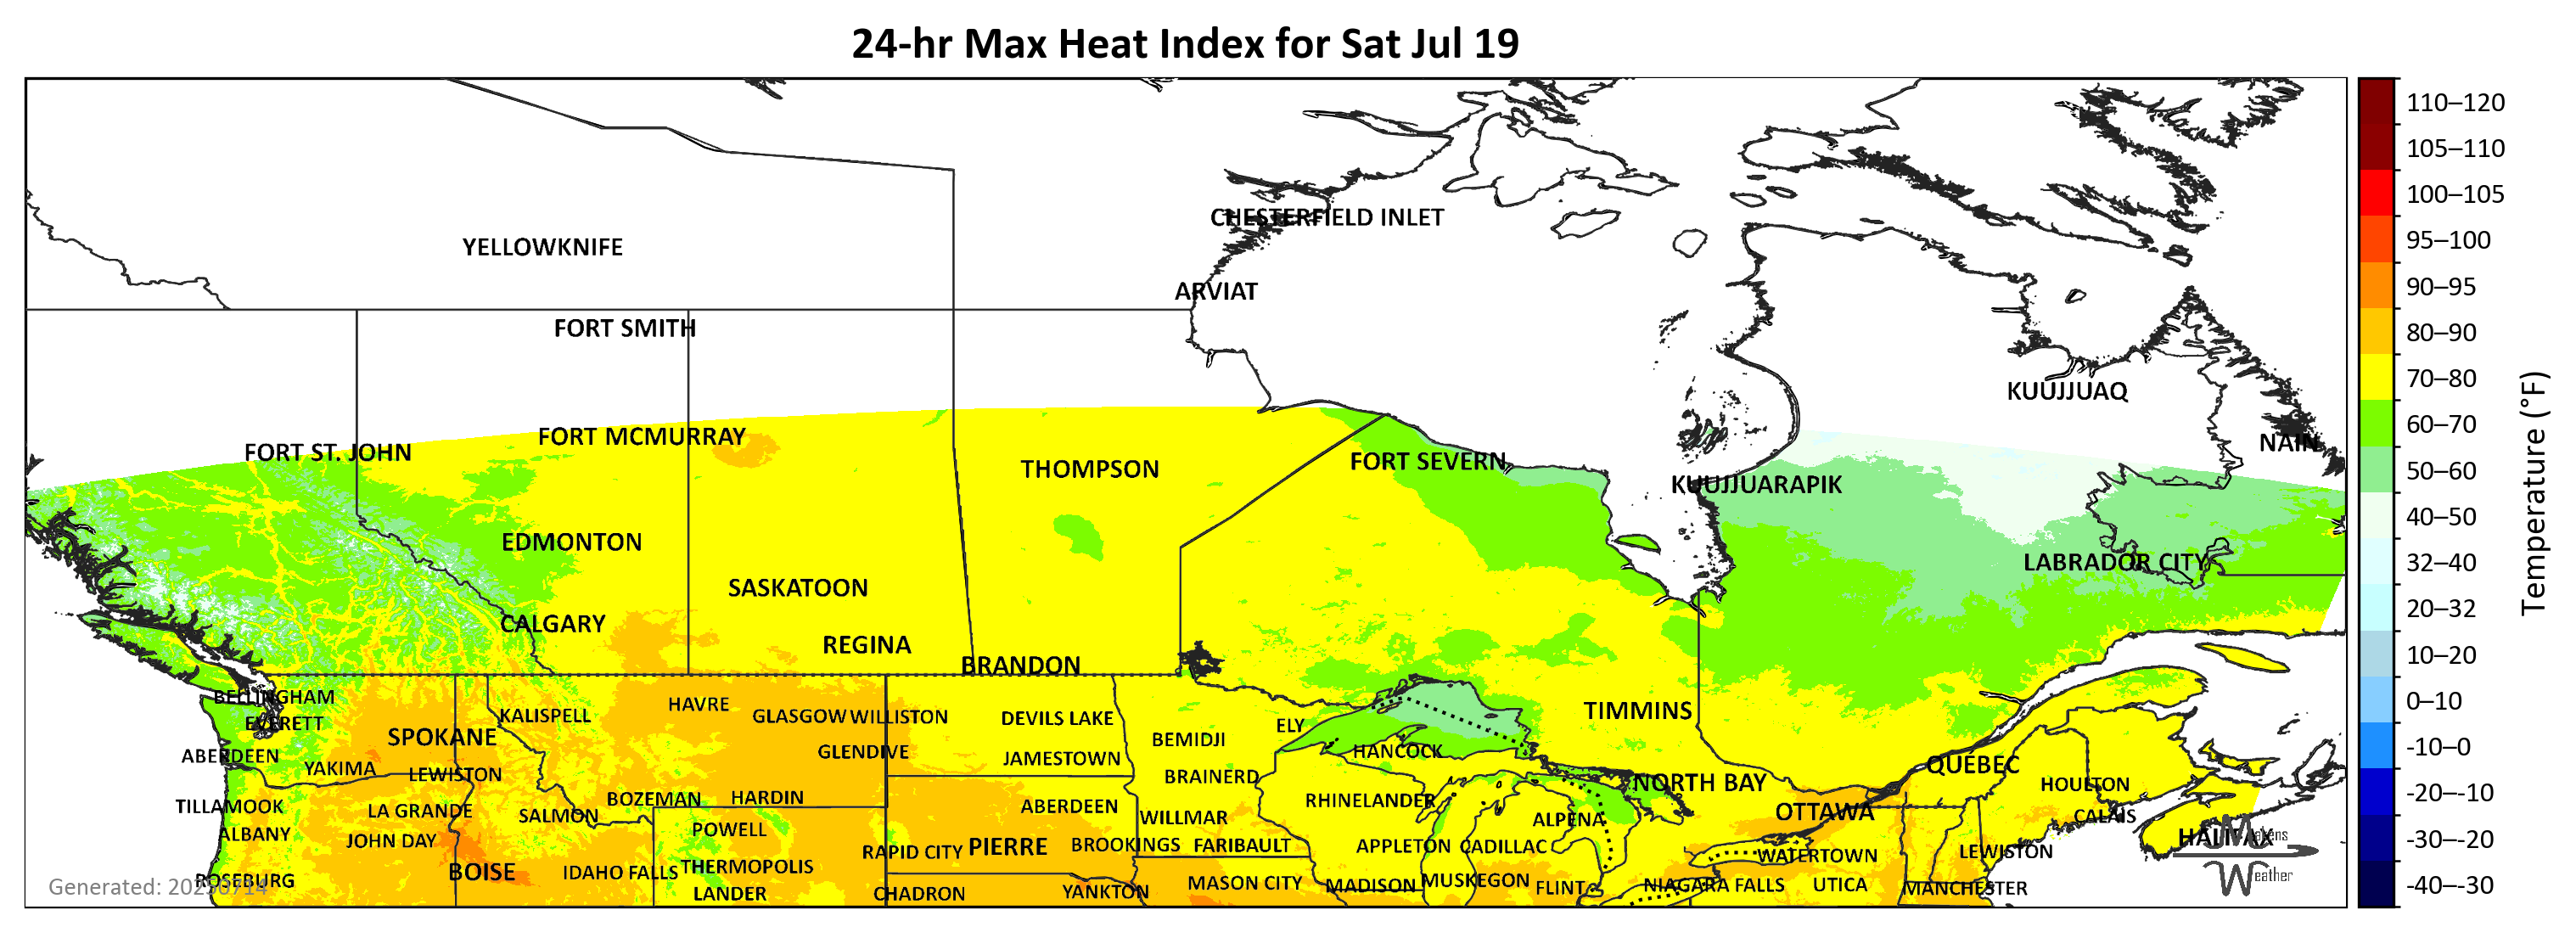 24-hr Max Heat Index for Sat Jul 19
CHESTERFIELD INLET
YELLOWKNIFE
ARVIAT
FORT SMITH
KUUJJUAQ
FORT MCMURRAY
NAIN
FORT ST. JOHN
FORT SEVERN
THOMPSON
KUUJJUARAPIK
EDMONTON
LABRADOR CITY
SASKATOON
CALGARY
REGINA
BRANDON
BELLINGHAM
HAVRE
TIMMINS
KALISPELL
GLASGOW
WILLISTON
DEVILS LAKE
EVERETT
ELY
SPOKANE
BEMIDJI
GLENDIVE
HANCOCK
ABERDEEN
JAMESTOWN
QUÉBEC
YAKIMA
LEWISTON
BRAINERD
NORTH BAY
HOULTON
BOZEMAN
HARDIN
RHINELANDER
TILLAMOOK
LA GRANDE
ABERDEEN
OTTAWA
SALMON
WILLMAR
CALAIS
ALPENA
ALBANY
POWELL
HALIFAX
JOHN DAY
PIERRE
BROOKINGS
FARIBAULT
APPLETON
CADILLAC
RAPID CITY
WATERTOWN
LEWISTON
THERMOPOLIS
BOISE
IDAHO FALLS
ROSEBURG
MUSKEGON
MASON CITY
MADISON
FLINT
NIAGARA FALLS
UTICA
MANCHESTER
LANDER
CHADRON
YANKTON
Generated: 20250714
Weather
110–120
105–110
100–105
95–100
90–95
80–90
70–80
60–70
50–60
40–50
32–40
20–32
10–20
0–10
-10–0
-20–-10
-30–-20
-40–-30
Temperature (°F)